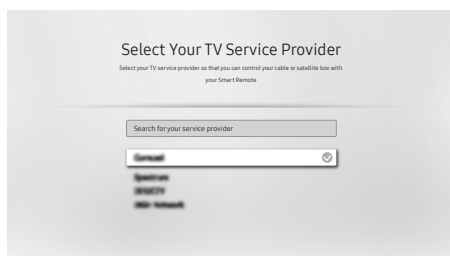 Select Your TV Service Provider
Select your TV service provider so that you can control your cable or satellite box with
your Smart Remote
Search for your service provider